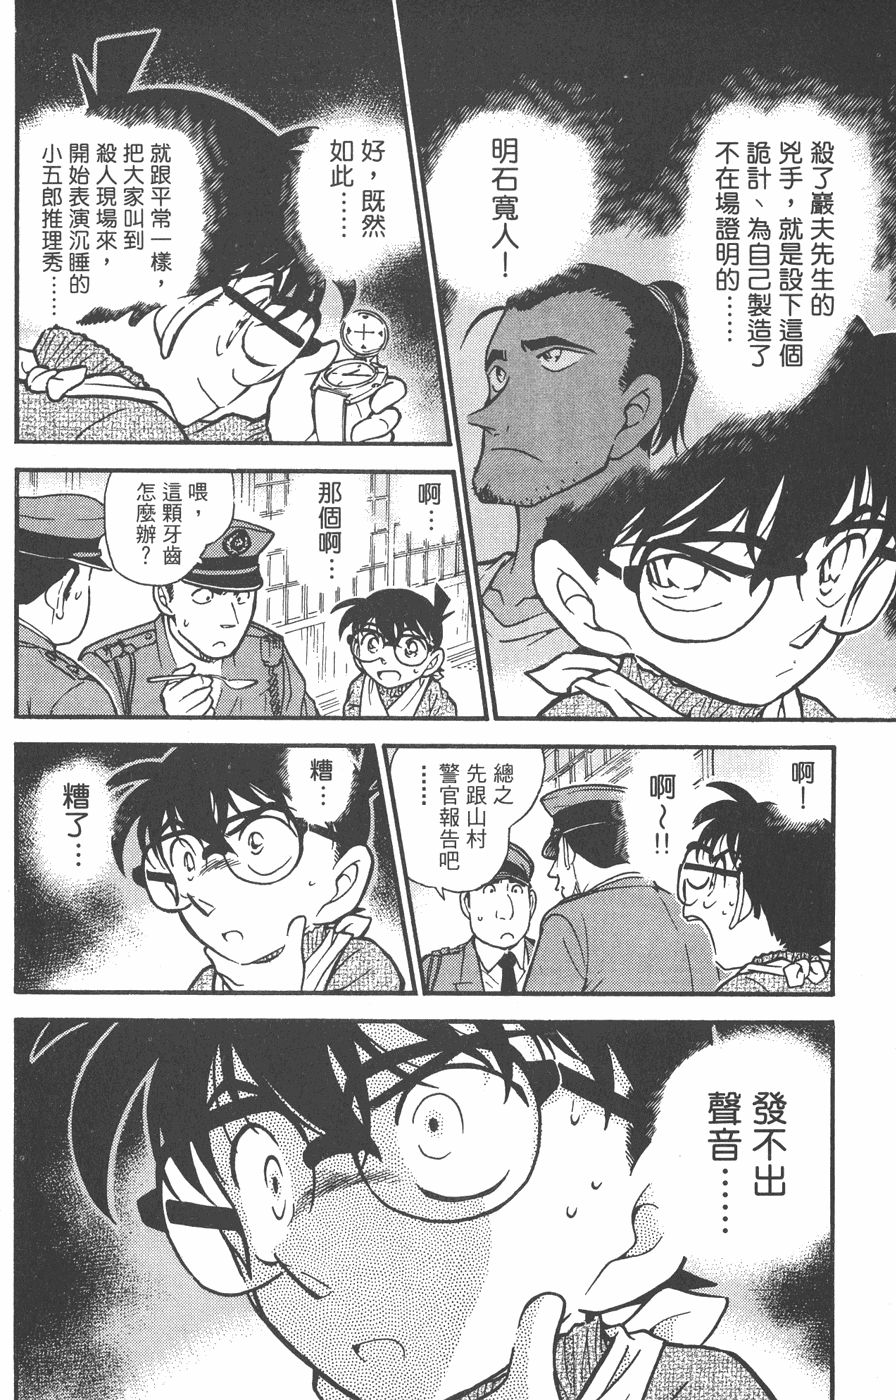 殺了巖夫先生的
兇手，就是設下這個
詭計、為自己製造了
不在場證明的……
明石寬人！
好，既然
如此……
就跟平常一樣，
把大家叫到
殺人現場來，
開始表演沉睡的
小五郎推理秀……
啊…
那個啊…
喂，
這顆牙齒
怎麼辦？
啊！
啊～!!
總之
先跟山村
警官報告吧
……
糟…
糟了…
發不出
聲音……